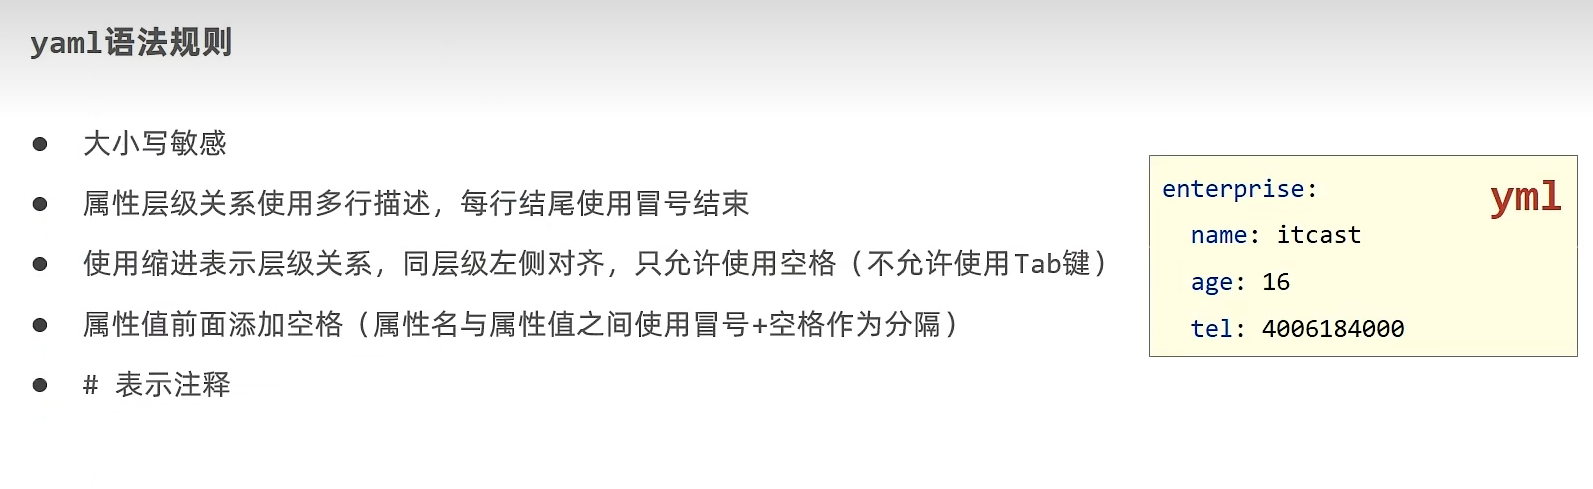 yaml语法规则
● 大小写敏感
● 属性层级关系使用多行描述，每行结尾使用冒号结束
● 使用缩进表示层级关系，同层级左侧对齐，只允许使用空格（不允许使用Tab键）
● 属性值前面添加空格（属性名与属性值之间使用冒号+空格作为分隔）
● # 表示注释
enterprise:
  name: itcast
  age: 16
  tel: 4006184000
yml